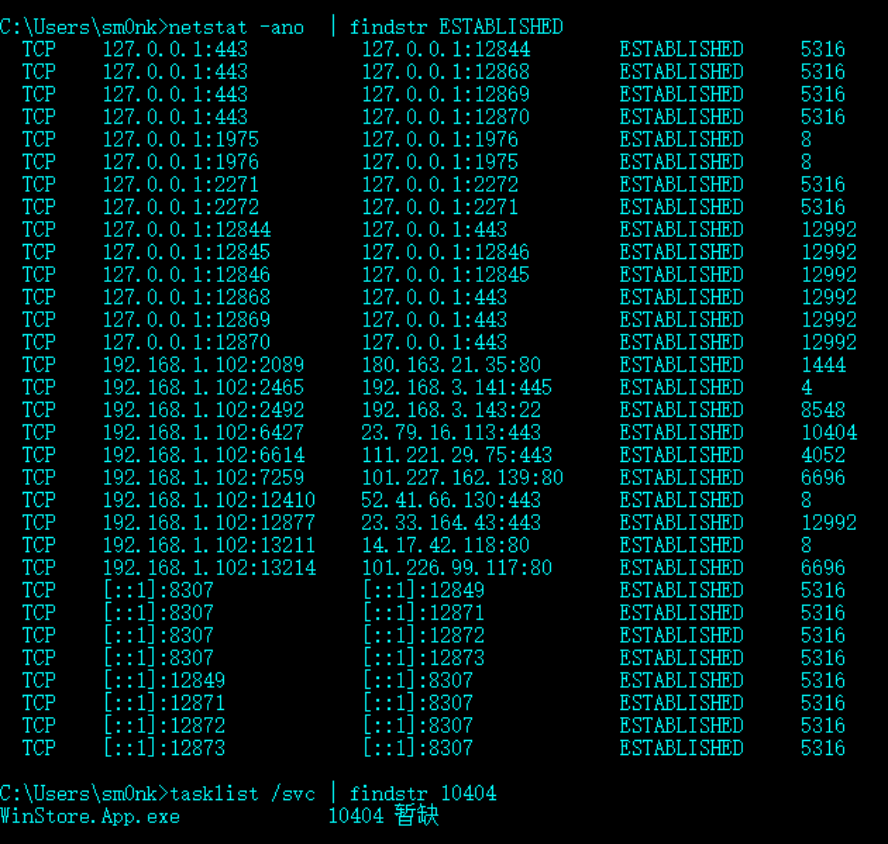 C:\Users\sm0nk>netstat -ano | findstr ESTABLISHED
TCP 127.0.0.1:443 127.0.0.1:12844 ESTABLISHED 5316
TCP 127.0.0.1:443 127.0.0.1:12868 ESTABLISHED 5316
TCP 127.0.0.1:443 127.0.0.1:12869 ESTABLISHED 5316
TCP 127.0.0.1:443 127.0.0.1:12870 ESTABLISHED 5316
TCP 127.0.0.1:1975 127.0.0.1:1976 ESTABLISHED 8
TCP 127.0.0.1:1976 127.0.0.1:1975 ESTABLISHED 8
TCP 127.0.0.1:2271 127.0.0.1:2272 ESTABLISHED 5316
TCP 127.0.0.1:2272 127.0.0.1:2271 ESTABLISHED 5316
TCP 127.0.0.1:12844 127.0.0.1:443 ESTABLISHED 12992
TCP 127.0.0.1:12845 127.0.0.1:12846 ESTABLISHED 12992
TCP 127.0.0.1:12846 127.0.0.1:12845 ESTABLISHED 12992
TCP 127.0.0.1:12868 127.0.0.1:443 ESTABLISHED 12992
TCP 127.0.0.1:12869 127.0.0.1:443 ESTABLISHED 12992
TCP 127.0.0.1:12870 127.0.0.1:443 ESTABLISHED 12992
TCP 192.168.1.102:2089 180.163.21.35:80 ESTABLISHED 1444
TCP 192.168.1.102:2465 192.168.3.141:445 ESTABLISHED 4
TCP 192.168.1.102:2492 192.168.3.143:22 ESTABLISHED 8548
TCP 192.168.1.102:6427 23.79.16.113:443 ESTABLISHED 10404
TCP 192.168.1.102:6614 111.221.29.75:443 ESTABLISHED 4052
TCP 192.168.1.102:7259 101.227.162.139:80 ESTABLISHED 6696
TCP 192.168.1.102:12410 52.41.66.130:443 ESTABLISHED 8
TCP 192.168.1.102:12877 23.33.164.43:443 ESTABLISHED 12992
TCP 192.168.1.102:13211 14.17.42.118:80 ESTABLISHED 8
TCP 192.168.1.102:13214 101.226.99.117:80 ESTABLISHED 6696
TCP [::1]:8307 [::1]:12849 ESTABLISHED 5316
TCP [::1]:8307 [::1]:12871 ESTABLISHED 5316
TCP [::1]:8307 [::1]:12872 ESTABLISHED 5316
TCP [::1]:8307 [::1]:12873 ESTABLISHED 5316
TCP [::1]:12849 [::1]:8307 ESTABLISHED 5316
TCP [::1]:12871 [::1]:8307 ESTABLISHED 5316
TCP [::1]:12872 [::1]:8307 ESTABLISHED 5316
TCP [::1]:12873 [::1]:8307 ESTABLISHED 5316
C:\Users\sm0nk>tasklist /svc | findstr 10404
WinStore.App.exe 10404 暂缺